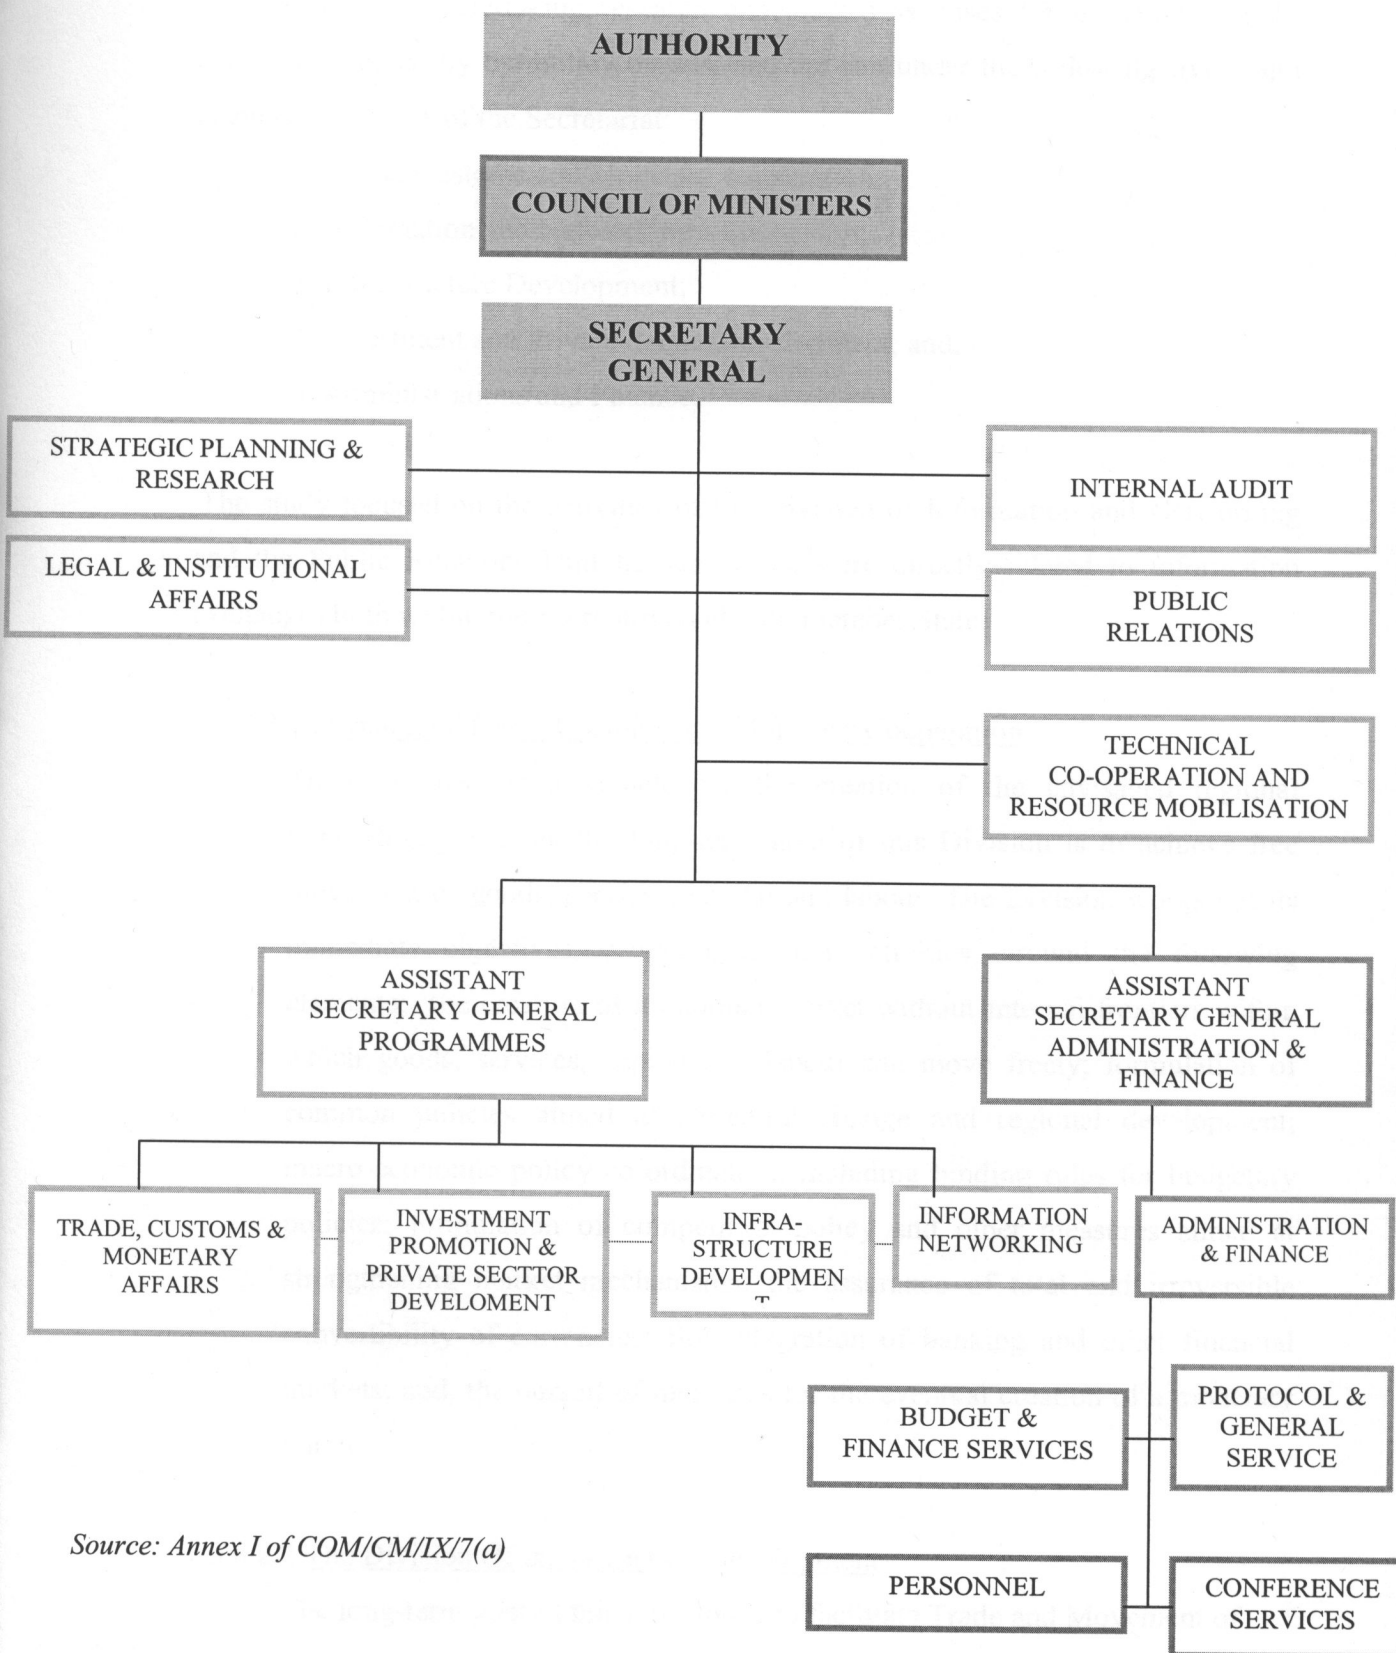 AUTHORITY
COUNCIL OF MINISTERS
SECRETARY
GENERAL
STRATEGIC PLANNING &
RESEARCH
INTERNAL AUDIT
LEGAL & INSTITUTIONAL
AFFAIRS
PUBLIC
RELATIONS
TECHNICAL
CO-OPERATION AND
RESOURCE MOBILISATION
ASSISTANT
SECRETARY GENERAL
PROGRAMMES
ASSISTANT
SECRETARY GENERAL
ADMINISTRATION &
FINANCE
TRADE, CUSTOMS &
MONETARY
AFFAIRS
INVESTMENT
PROMOTION &
PRIVATE SECTTOR
DEVELOMENT
INFRA-
STRUCTURE
DEVELOPMEN
T
INFORMATION
NETWORKING
ADMINISTRATION
& FINANCE
BUDGET &
FINANCE SERVICES
PROTOCOL &
GENERAL
SERVICE
PERSONNEL
CONFERENCE
SERVICES
Source: Annex I of COM/CM/IX/7(a)